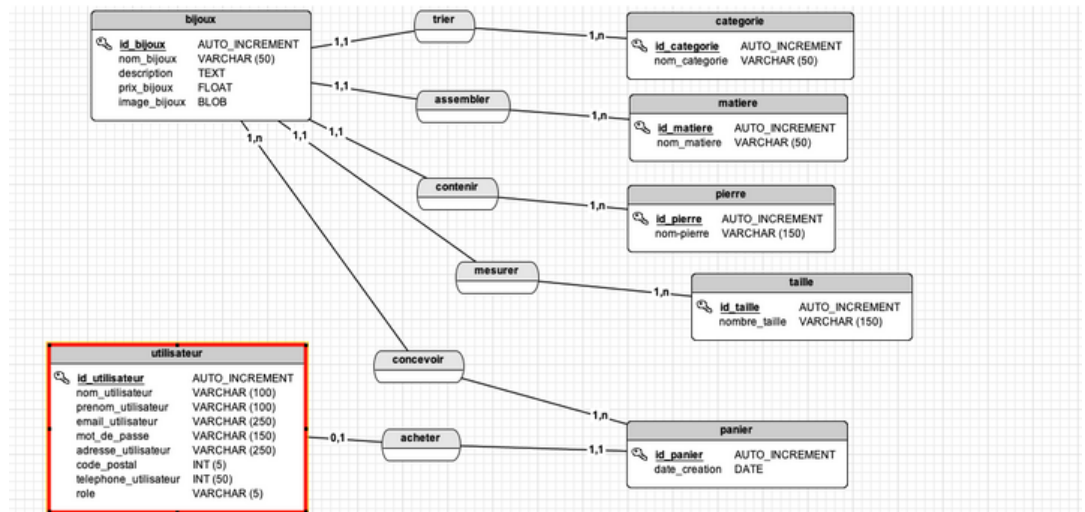 bijoux
id_bijoux AUTO_INCREMENT
nom_bijoux VARCHAR (50)
description TEXT
prix_bijoux FLOAT
image_bijoux BLOB
1,1
trier
1,n
categorie
id_categorie AUTO_INCREMENT
nom_categorie VARCHAR (50)
1,1
assembler
1,n
matiere
id_matiere AUTO_INCREMENT
nom_matiere VARCHAR (50)
1,n
1,1
1,1
contenir
1,n
pierre
id_pierre AUTO_INCREMENT
nom-pierre VARCHAR (150)
mesurer
1,n
taille
id_taille AUTO_INCREMENT
nombre_taille VARCHAR (150)
utilisateur
id_utilisateur AUTO_INCREMENT
nom_utilisateur VARCHAR (100)
prenom_utilisateur VARCHAR (100)
email_utilisateur VARCHAR (250)
mot_de_passe VARCHAR (150)
adresse_utilisateur VARCHAR (250)
code_postal INT (5)
telephone_utilisateur INT (50)
role VARCHAR (5)
concevoir
1,n
0,1
acheter
1,1
panier
id_panier AUTO_INCREMENT
date_creation DATE